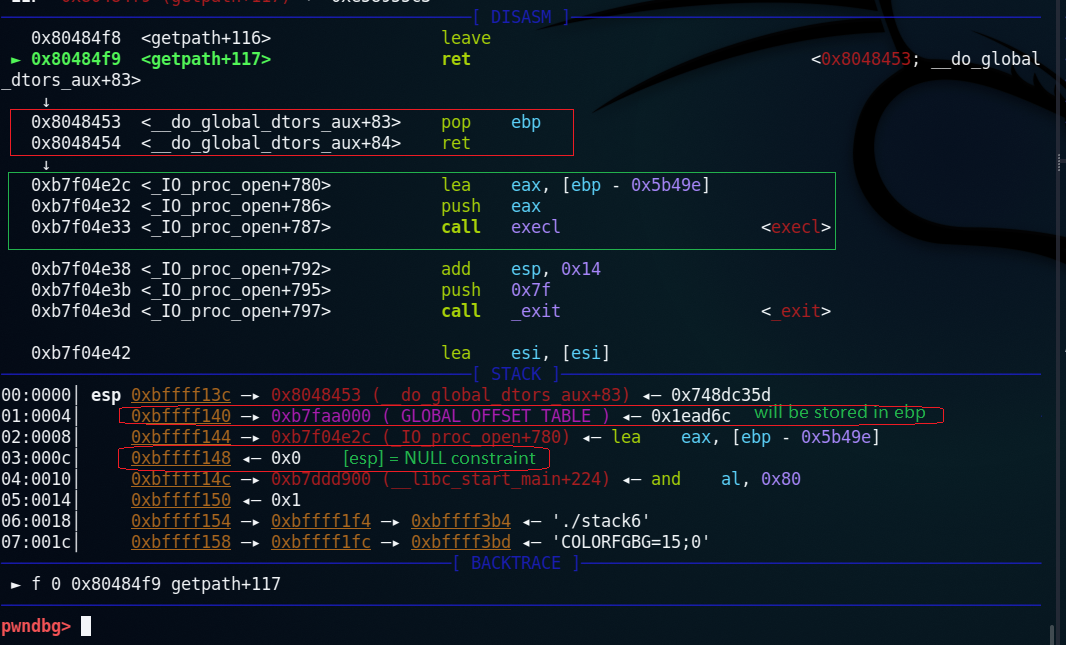 [ DISASM ]
0x80484f8 <getpath+116> leave
► 0x80484f9 <getpath+117> ret <0x8048453; __do_global
_dtors_aux+83>
↓
0x8048453 <__do_global_dtors_aux+83> pop ebp
0x8048454 <__do_global_dtors_aux+84> ret
↓
0xb7f04e2c <_IO_proc_open+780> lea eax, [ebp - 0x5b49e]
0xb7f04e32 <_IO_proc_open+786> push eax
0xb7f04e33 <_IO_proc_open+787> call execl <execl>
0xb7f04e38 <_IO_proc_open+792> add esp, 0x14
0xb7f04e3b <_IO_proc_open+795> push 0x7f
0xb7f04e3d <_IO_proc_open+797> call _exit <_exit>
0xb7f04e42 lea esi, [esi]
[ STACK ]
00:0000│ esp 0xbffff13c —▸ 0x8048453 (__do_global_dtors_aux+83) ◂— 0x748dc35d
01:0004│ 0xbffff140 —▸ 0xb7faa000 (_GLOBAL_OFFSET_TABLE_) ◂— 0x1ead6c will be stored in ebp
02:0008│ 0xbffff144 —▸ 0xb7f04e2c (_IO_proc_open+780) ◂— lea eax, [ebp - 0x5b49e]
03:000c│ 0xbffff148 ◂— 0x0 [esp] = NULL constraint
04:0010│ 0xbffff14c —▸ 0xb7ddd900 (__libc_start_main+224) ◂— and al, 0x80
05:0014│ 0xbffff150 ◂— 0x1
06:0018│ 0xbffff154 —▸ 0xbffff1f4 —▸ 0xbffff3b4 ◂— './stack6'
07:001c│ 0xbffff158 —▸ 0xbffff1fc —▸ 0xbffff3bd ◂— 'COLORFGBG=15;0'
[ BACKTRACE ]
► f 0 0x80484f9 getpath+117
pwndbg>